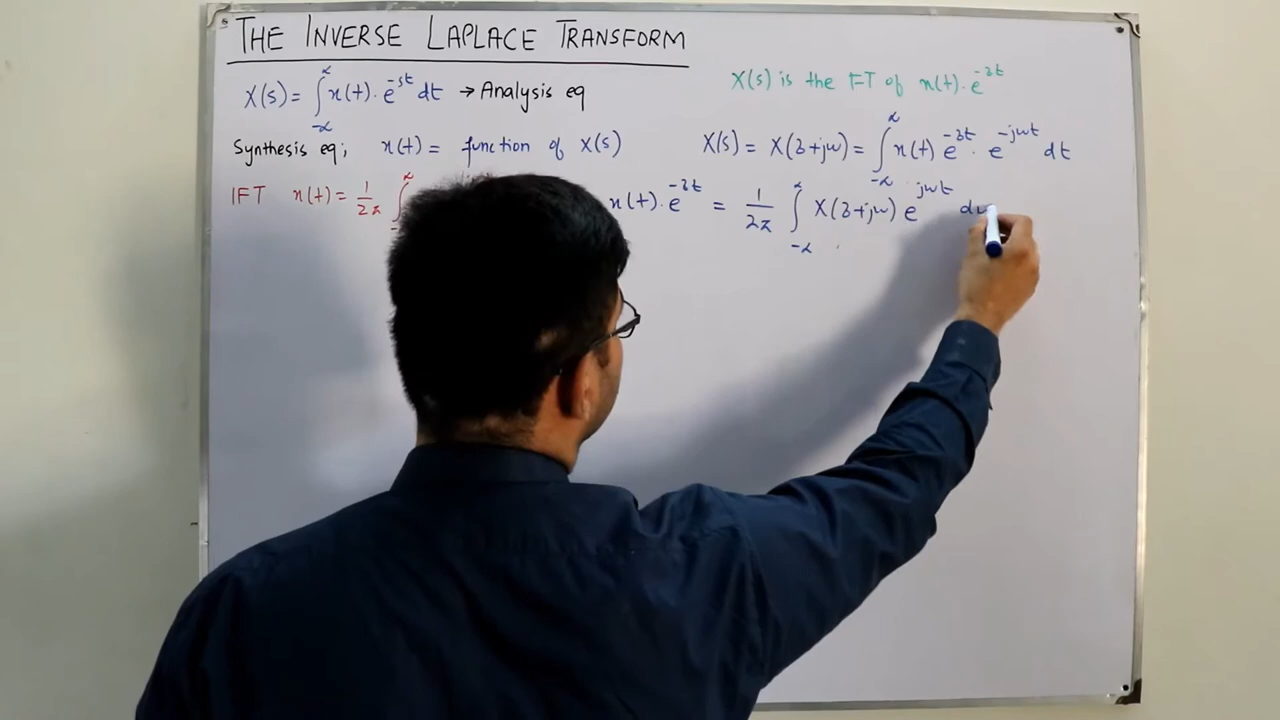 THE INVERSE LAPLACE TRANSFORM
X(s) = ∫_{-∞}^{∞} x(t) · e^{-st} dt → Analysis eq
X(s) is the FT of x(t) · e^{-σt}
Synthesis eq; x(t) = function of X(s)
X(s) = X(σ+jω) = ∫_{-∞}^{∞} x(t) e^{-σt} · e^{-jωt} dt
IFT x(t) = 1/2π ∫
x(t) · e^{-σt} = 1/2π ∫_{-∞}^{∞} X(σ+jω) e^{jωt} dω